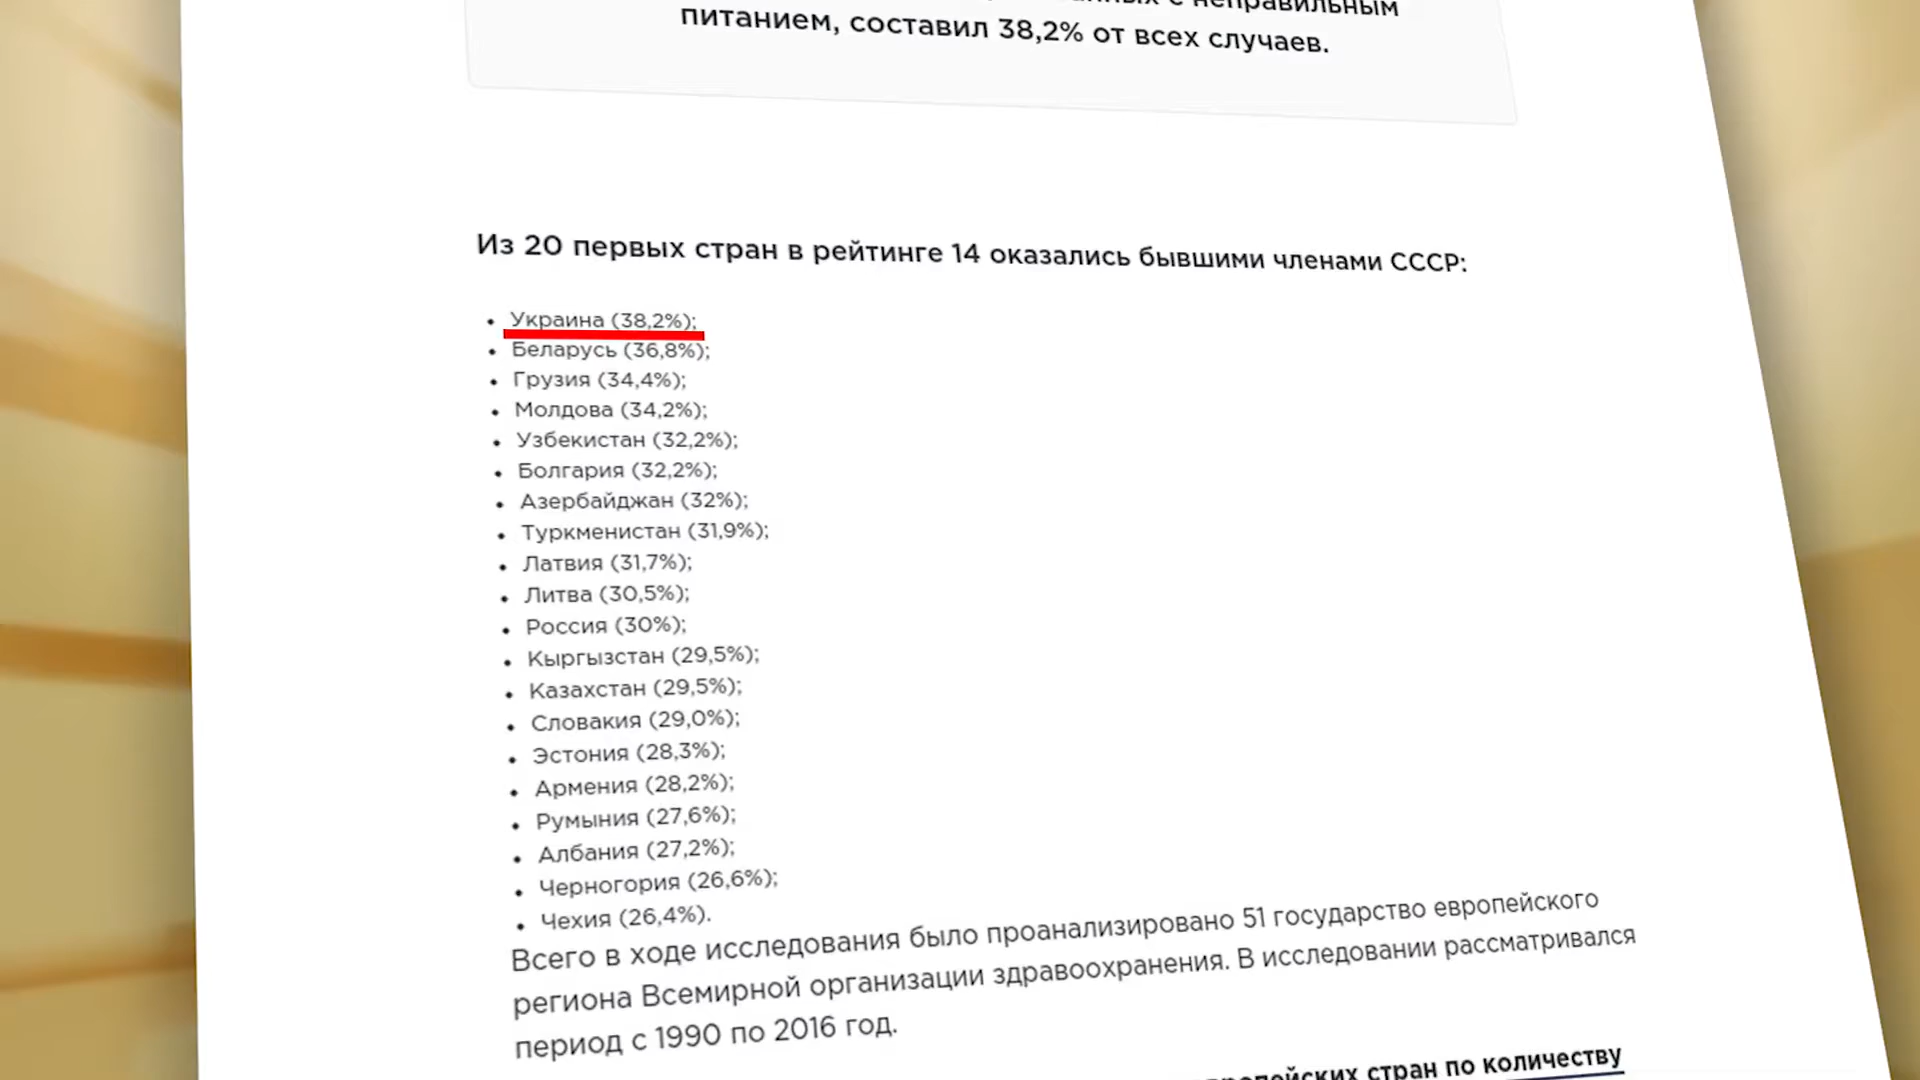 с неправильным
питанием, составил 38,2% от всех случаев.
Из 20 первых стран в рейтинге 14 оказались бывшими членами СССР:
• Украина (38,2%);
• Беларусь (36,8%);
• Грузия (34,4%);
• Молдова (34,2%);
• Узбекистан (32,2%);
• Болгария (32,2%);
• Азербайджан (32%);
• Туркменистан (31,9%);
• Латвия (31,7%);
• Литва (30,5%);
• Россия (30%);
• Кыргызстан (29,5%);
• Казахстан (29,5%);
• Словакия (29,0%);
• Эстония (28,3%);
• Армения (28,2%);
• Румыния (27,6%);
• Албания (27,2%);
• Черногория (26,6%);
• Чехия (26,4%).
Всего в ходе исследования было проанализировано 51 государство европейского
региона Всемирной организации здравоохранения. В исследовании рассматривался
период с 1990 по 2016 год.
стран по количеству